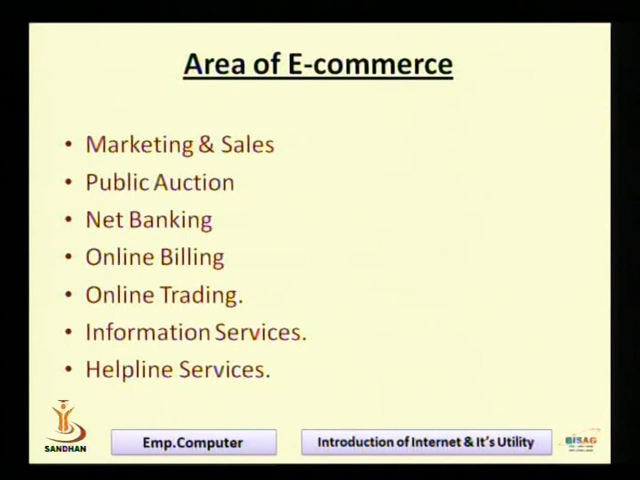 Area of E-commerce
• Marketing & Sales
• Public Auction
• Net Banking
• Online Billing
• Online Trading.
• Information Services.
• Helpline Services.
SANDHAN
Emp.Computer
Introduction of Internet & It's Utility
BISAG